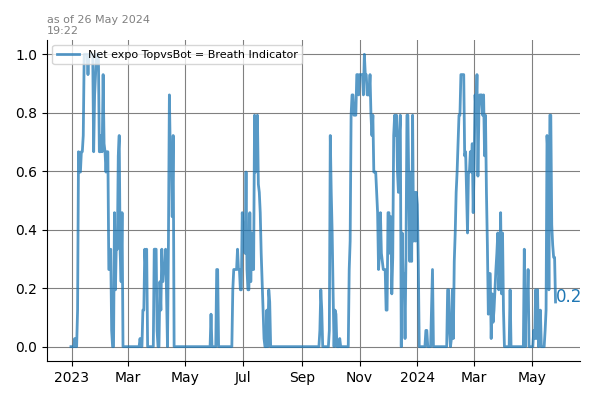 as of 26 May 2024
19:22
Net expo TopvsBot = Breath Indicator
1.0
0.8
0.6
0.4
0.2
0.0
0.2
2023 Mar May Jul Sep Nov 2024 Mar May